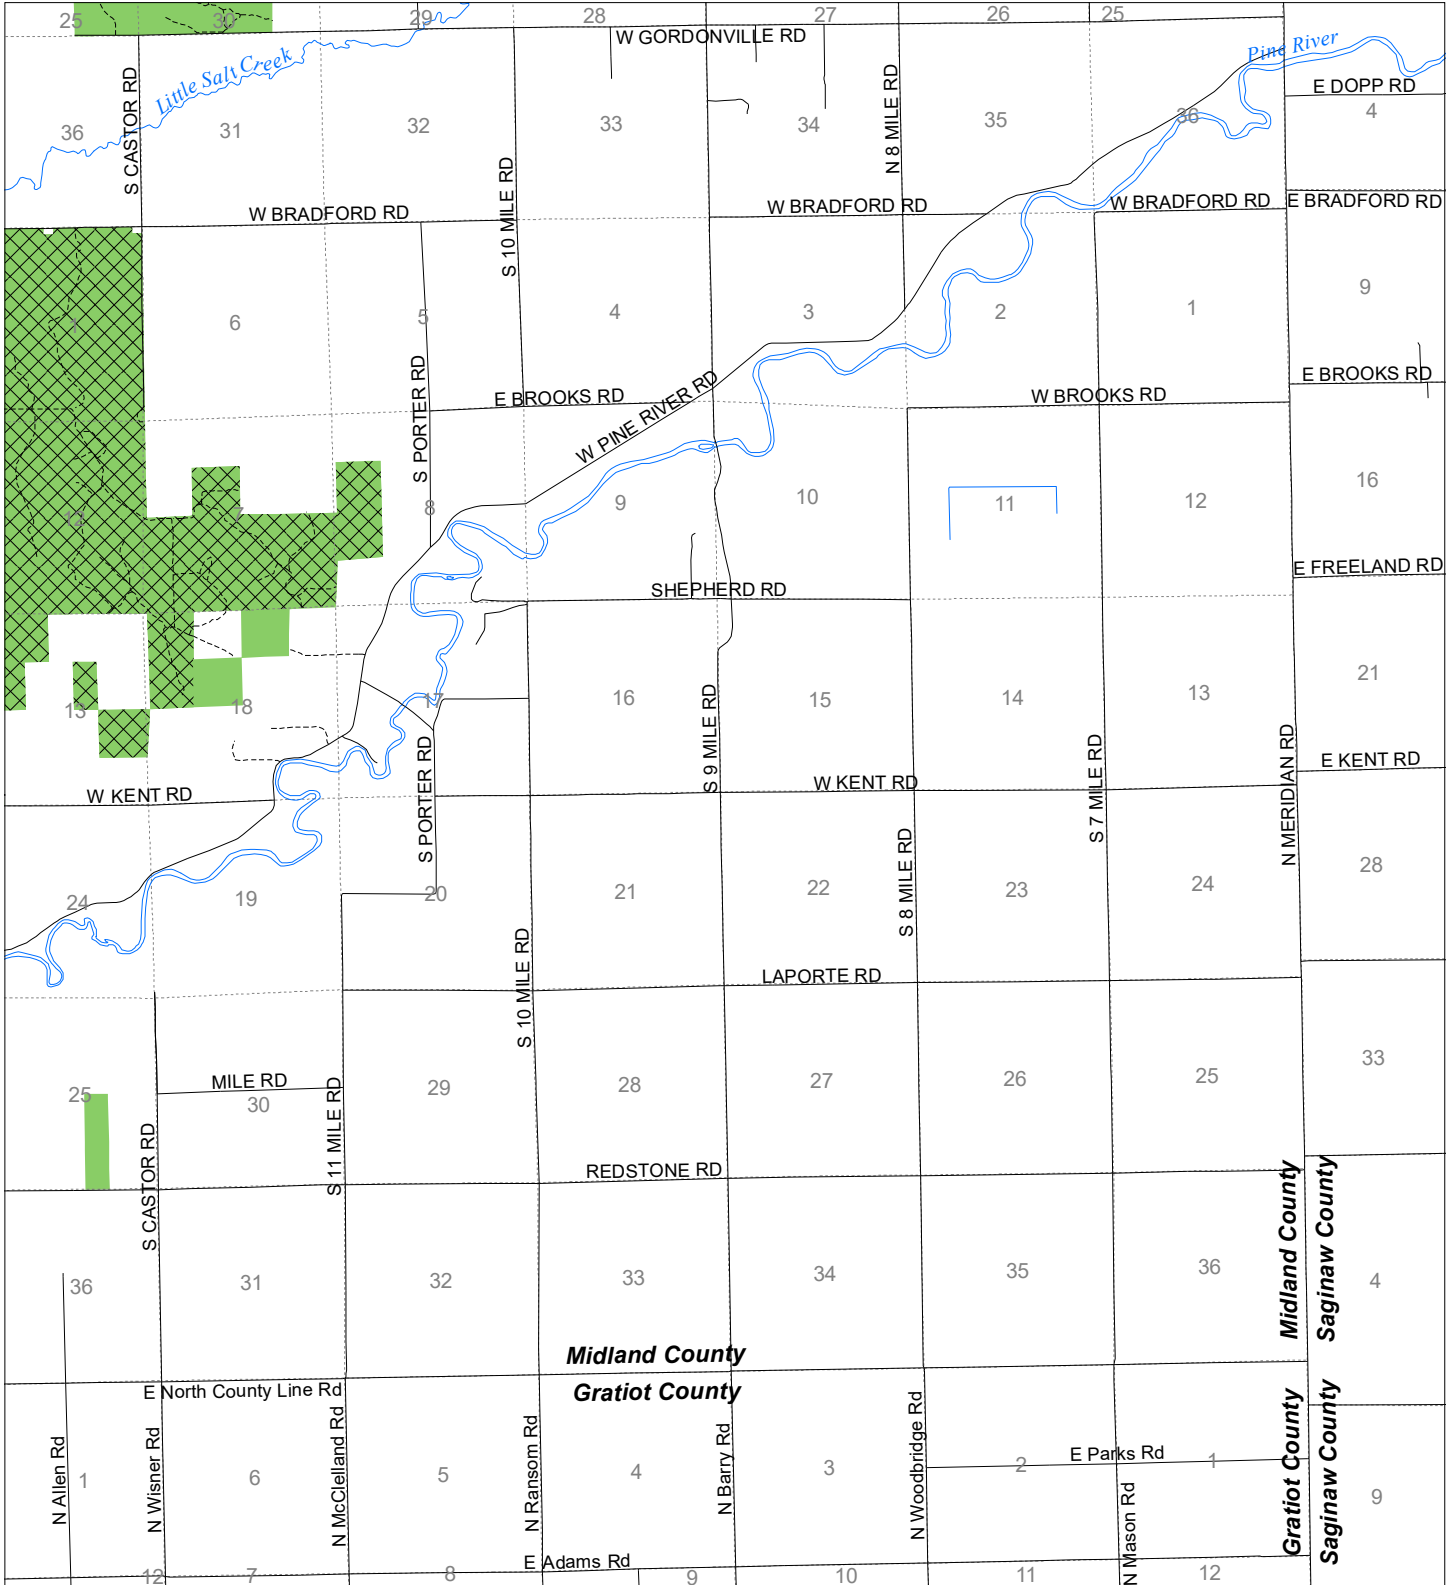 25
30
29
28
27
26
25
W GORDONVILLE RD
Pine River
Little Salt Creek
S CASTOR RD
N 8 MILE RD
E DOPP RD
36
31
32
33
34
35
36
4
S 10 MILE RD
W BRADFORD RD
W BRADFORD RD
W BRADFORD RD
E BRADFORD RD
1
6
5
4
3
2
1
9
S PORTER RD
E BROOKS RD
W PINE RIVER RD
W BROOKS RD
E BROOKS RD
12
7
8
9
10
11
12
16
SHEPHERD RD
E FREELAND RD
13
18
17
16
15
14
13
21
S 9 MILE RD
S PORTER RD
S 7 MILE RD
N MERIDIAN RD
W KENT RD
W KENT RD
E KENT RD
24
19
20
21
22
23
24
28
S 8 MILE RD
S 10 MILE RD
LAPORTE RD
25
MILE RD
30
29
28
27
26
25
33
S CASTOR RD
S 11 MILE RD
REDSTONE RD
Midland County
Saginaw County
36
31
32
33
34
35
36
4
Midland County
Gratiot County
E North County Line Rd
N Allen Rd
N Wisner Rd
N McClelland Rd
N Ransom Rd
N Barry Rd
N Woodbridge Rd
E Parks Rd
N Mason Rd
Gratiot County
Saginaw County
1
6
5
4
3
2
1
9
E Adams Rd
12
7
8
9
10
11
12